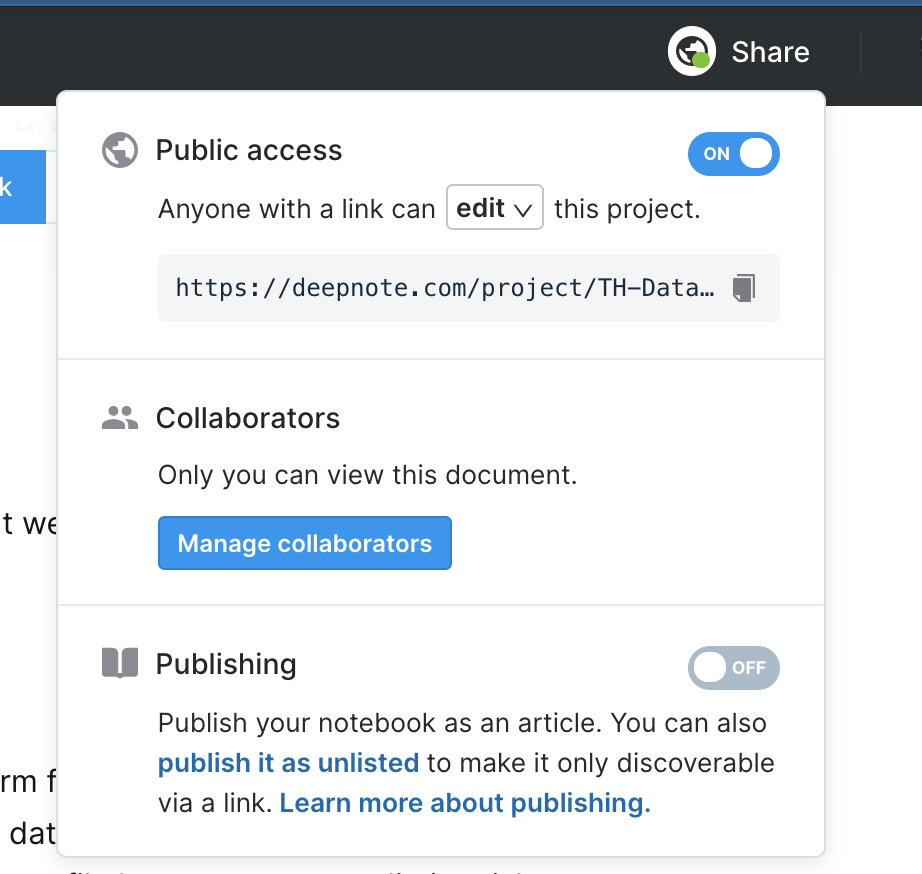 Share
Public access
ON
k
Anyone with a link can edit this project.
https://deepnote.com/project/TH-Data…
Collaborators
Only you can view this document.
t we
Manage collaborators
Publishing
OFF
Publish your notebook as an article. You can also
publish it as unlisted to make it only discoverable
rm f
via a link. Learn more about publishing.
dat